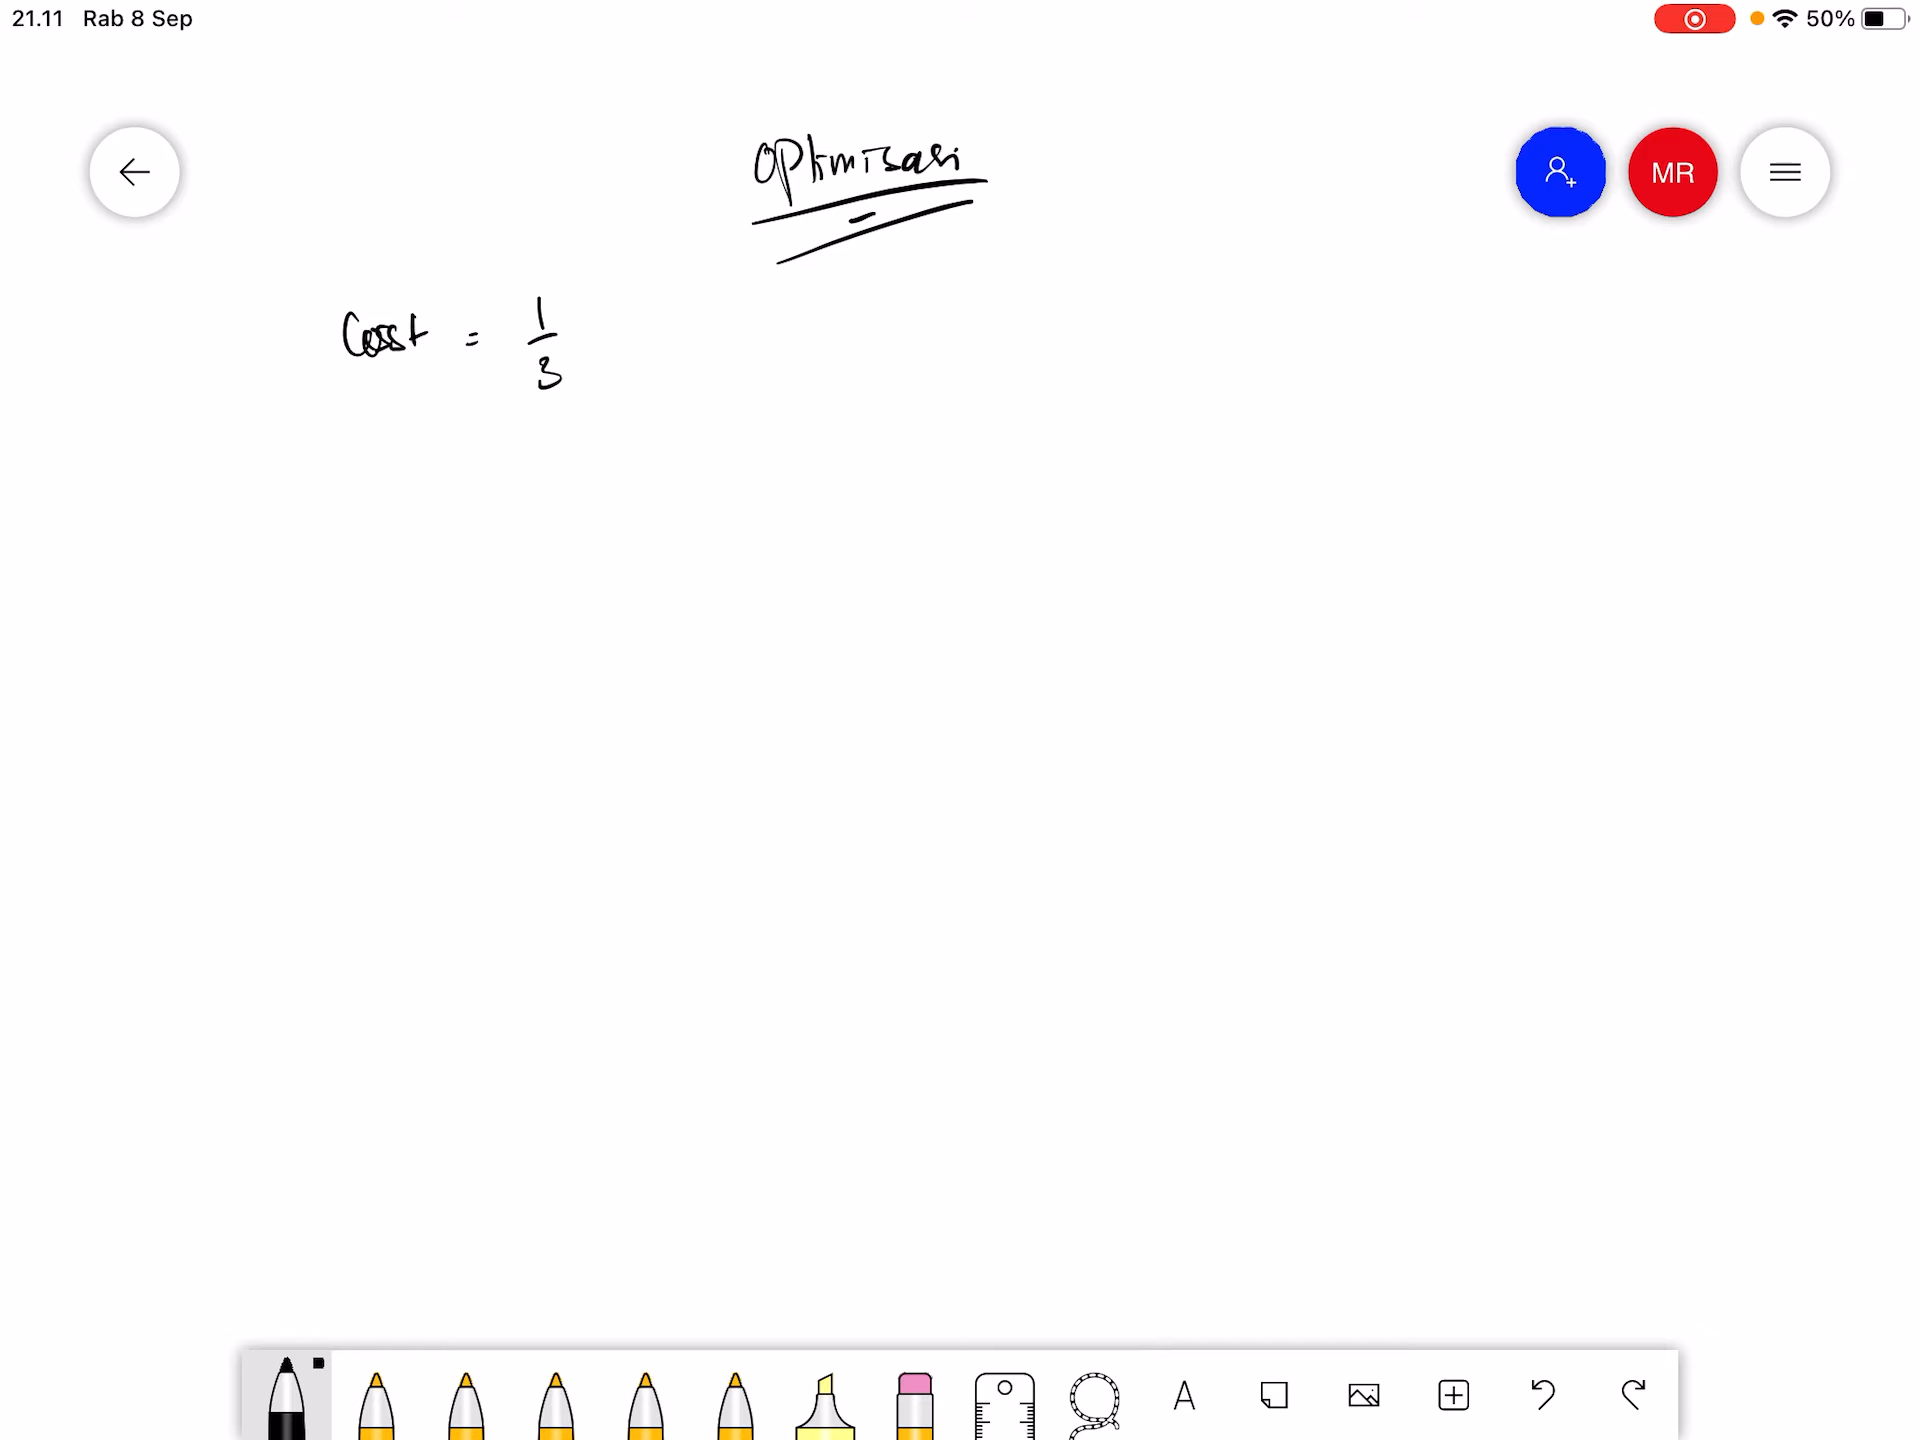 21.11 Rab 8 Sep 50%
Optimisasi
MR
Cost = 1/3
A